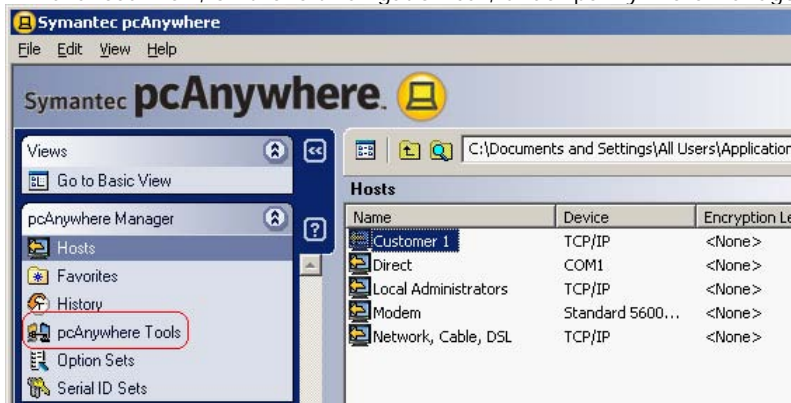 Symantec pcAnywhere
File Edit View Help
Symantec pcAnywhere.
Views
Go to Basic View
pcAnywhere Manager
Hosts
Favorites
History
pcAnywhere Tools
Option Sets
Serial ID Sets
C:\Documents and Settings\All Users\Application
Hosts
Name Device Encryption Le
Customer 1 TCP/IP <None>
Direct COM1 <None>
Local Administrators TCP/IP <None>
Modem Standard 5600... <None>
Network, Cable, DSL TCP/IP <None>